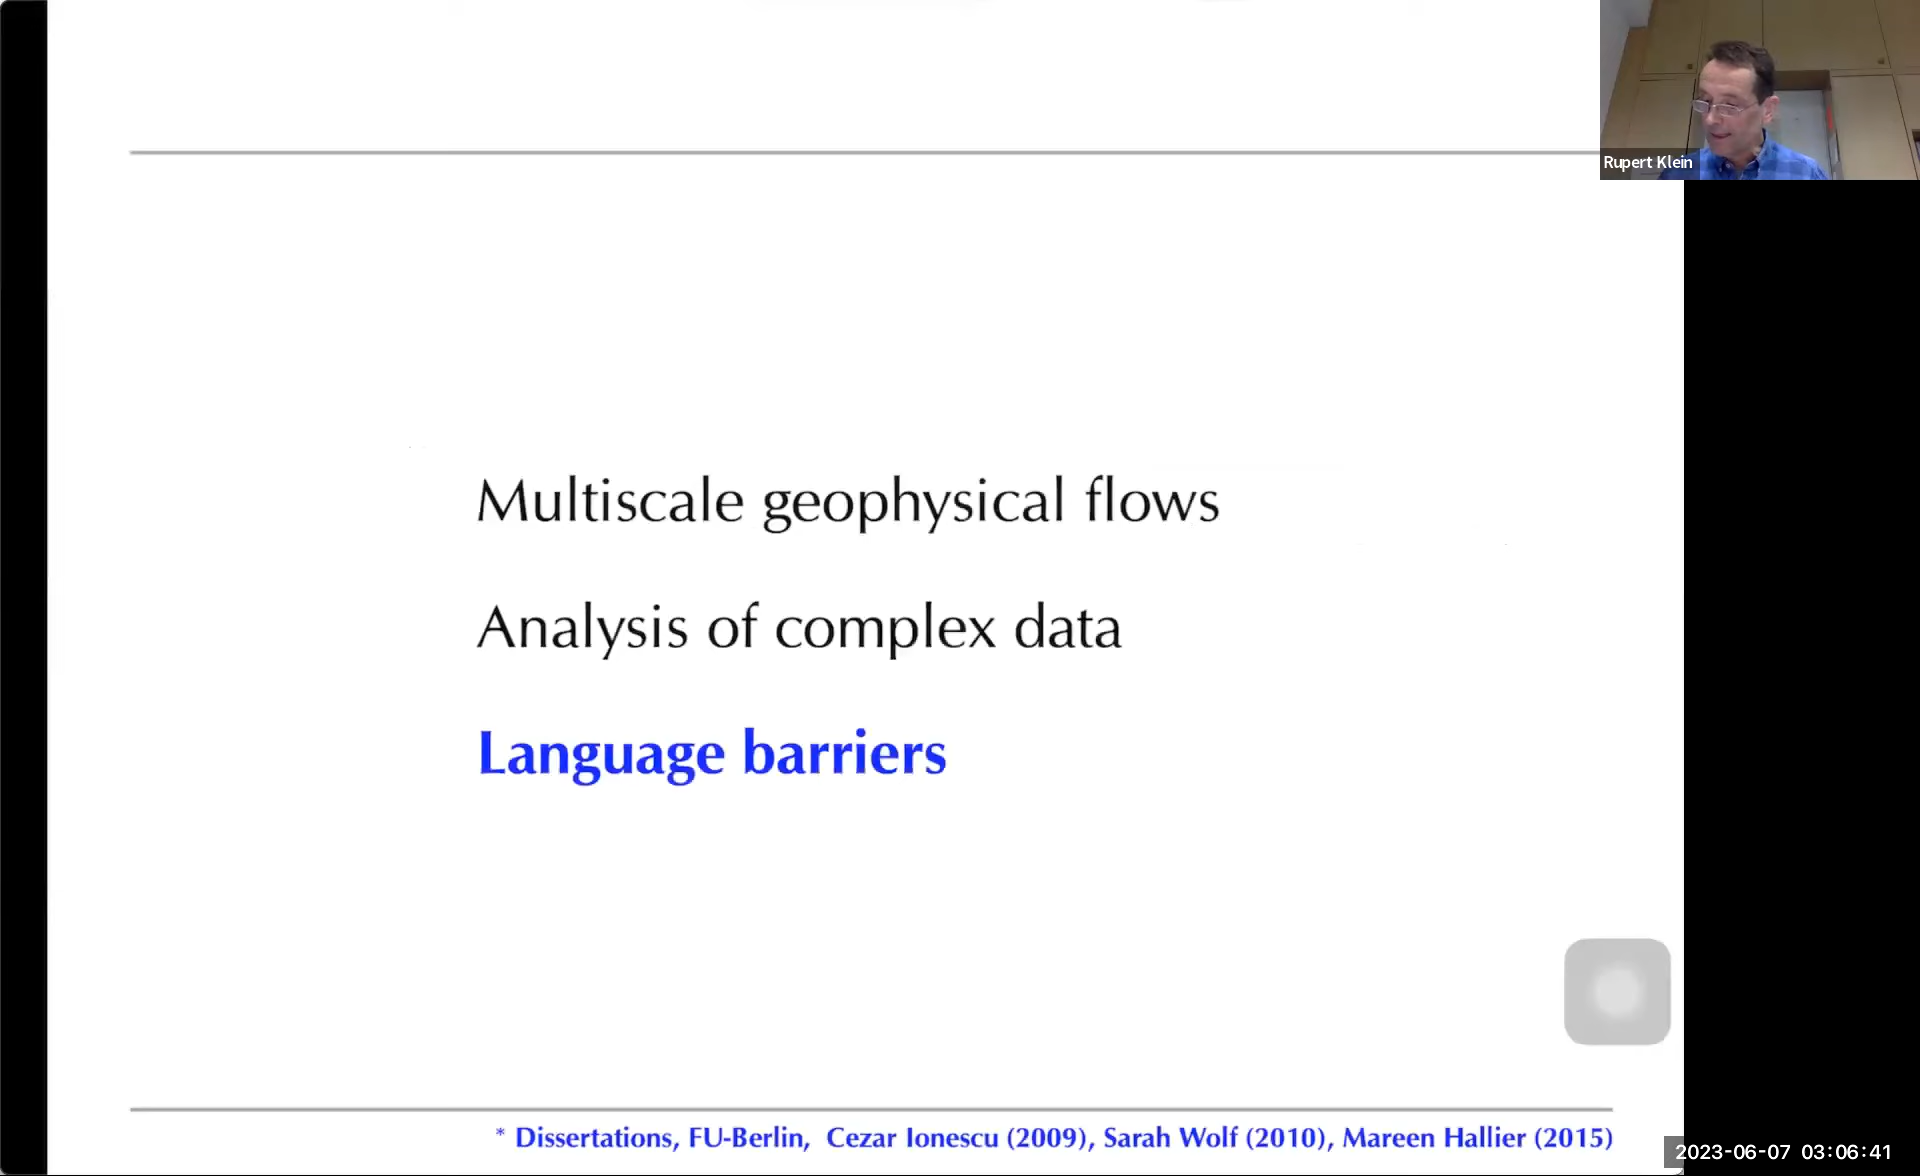 Rupert Klein
Multiscale geophysical flows
Analysis of complex data
Language barriers
* Dissertations, FU-Berlin, Cezar Ionescu (2009), Sarah Wolf (2010), Mareen Hallier (2015)
2023-06-07 03:06:41